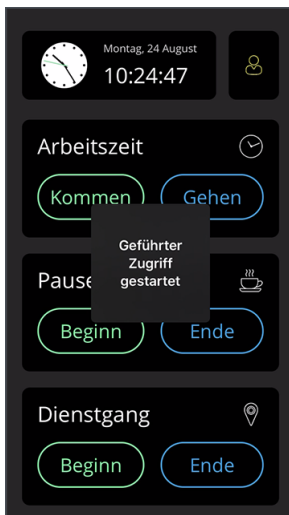 Montag, 24 August
10:24:47
Arbeitszeit
Kommen
Gehen
Geführter
Zugriff
gestartet
Pause
Beginn
Ende
Dienstgang
Beginn
Ende